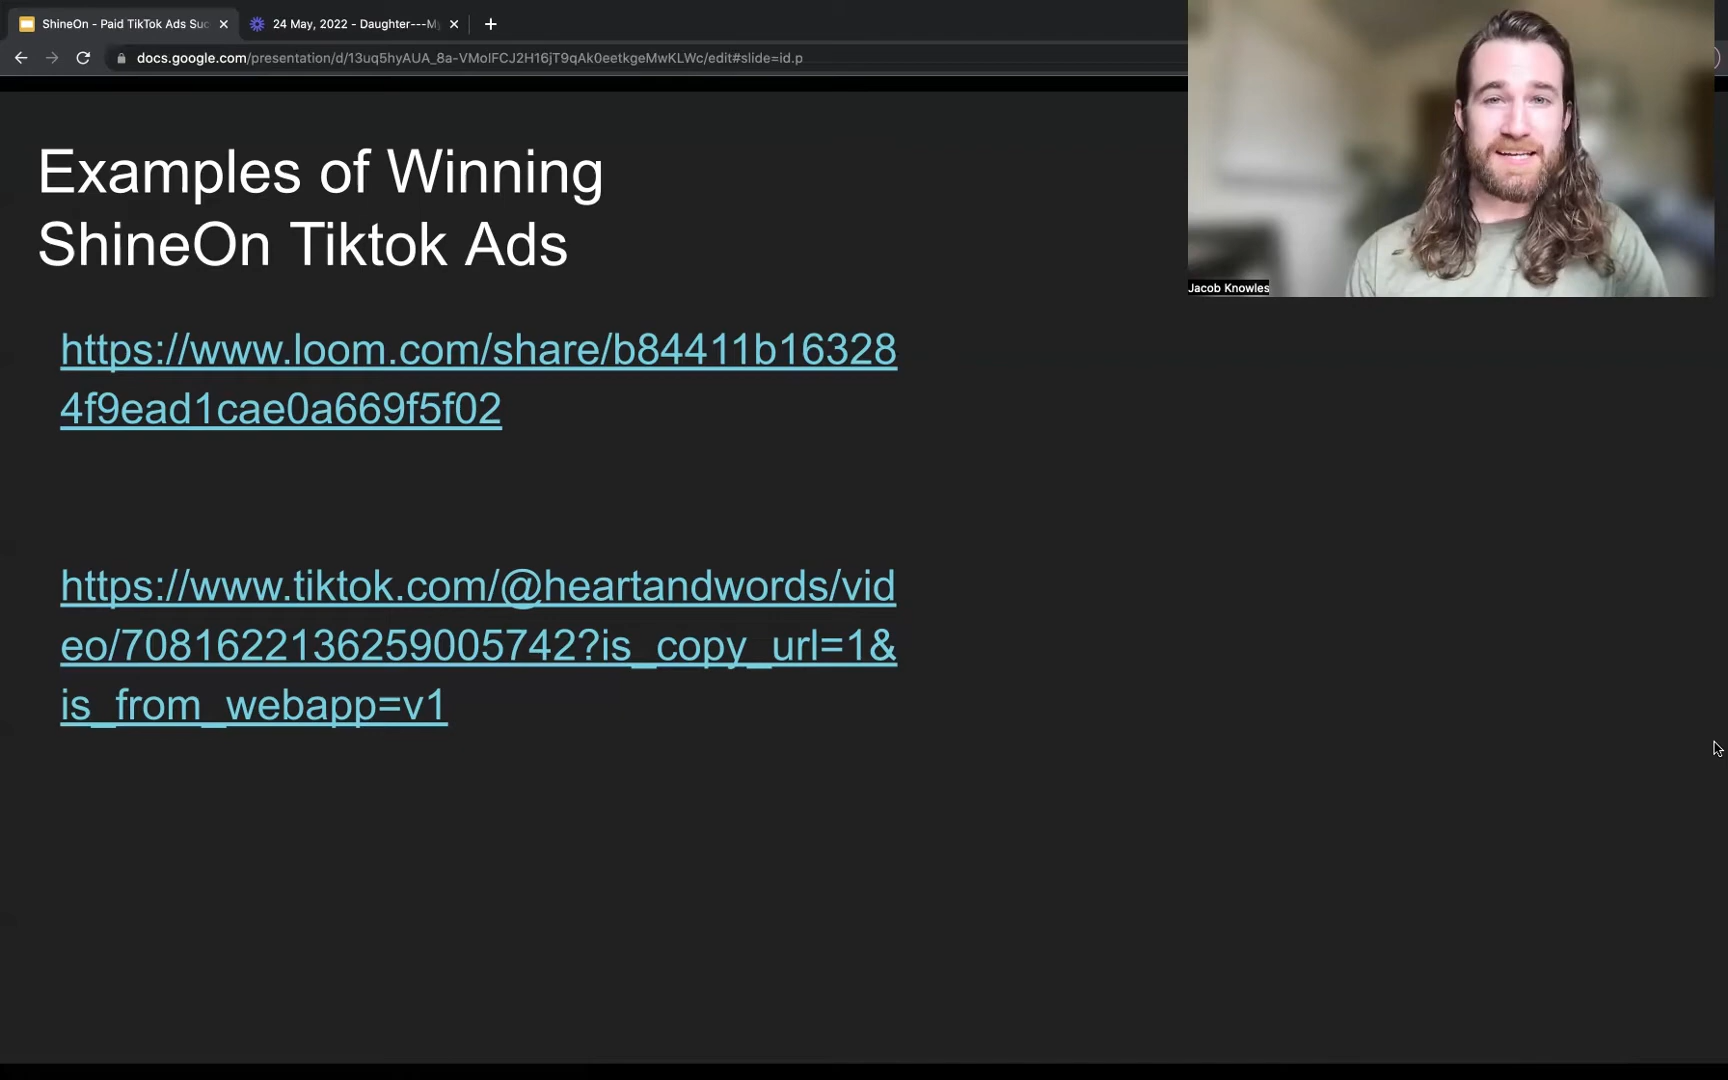 ShineOn - Paid TikTok Ads Suc
24 May, 2022 - Daughter---My
docs.google.com/presentation/d/13uq5hyAUA_8a-VMoIFCJ2H16jT9qAk0eetkgeMwKLWc/edit#slide=id.p
Examples of Winning
ShineOn Tiktok Ads
Jacob Knowles
https://www.loom.com/share/b84411b16328
4f9ead1cae0a669f5f02
https://www.tiktok.com/@heartandwords/vid
eo/7081622136259005742?is_copy_url=1&
is_from_webapp=v1